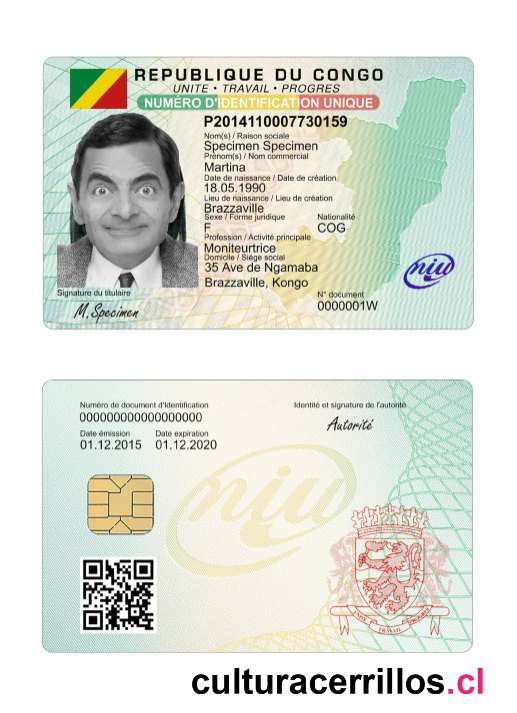 REPUBLIQUE DU CONGO
UNITE • TRAVAIL • PROGRES
NUMÉRO D'IDENTIFICATION UNIQUE
P2014110007730159
Nom(s) / Raison sociale
Specimen Specimen
Prénom(s) / Nom commercial
Martina
Date de naissance / Date de création
18.05.1990
Lieu de naissance / Lieu de création
Brazzaville
Sexe / Forme juridique Nationalité
F COG
Profession / Activité principale
Moniteurtrice
Domicile / Siége social
35 Ave de Ngamaba
Brazzaville, Kongo
niu
Signature du titulaire
M,Specimen
N° document
0000001W
Numéro de document d'Identification
000000000000000000
Identité et signature de l'autorité
Autorité
Date émission Date expiration
01.12.2015 01.12.2020
niu
culturacerrillos.cl